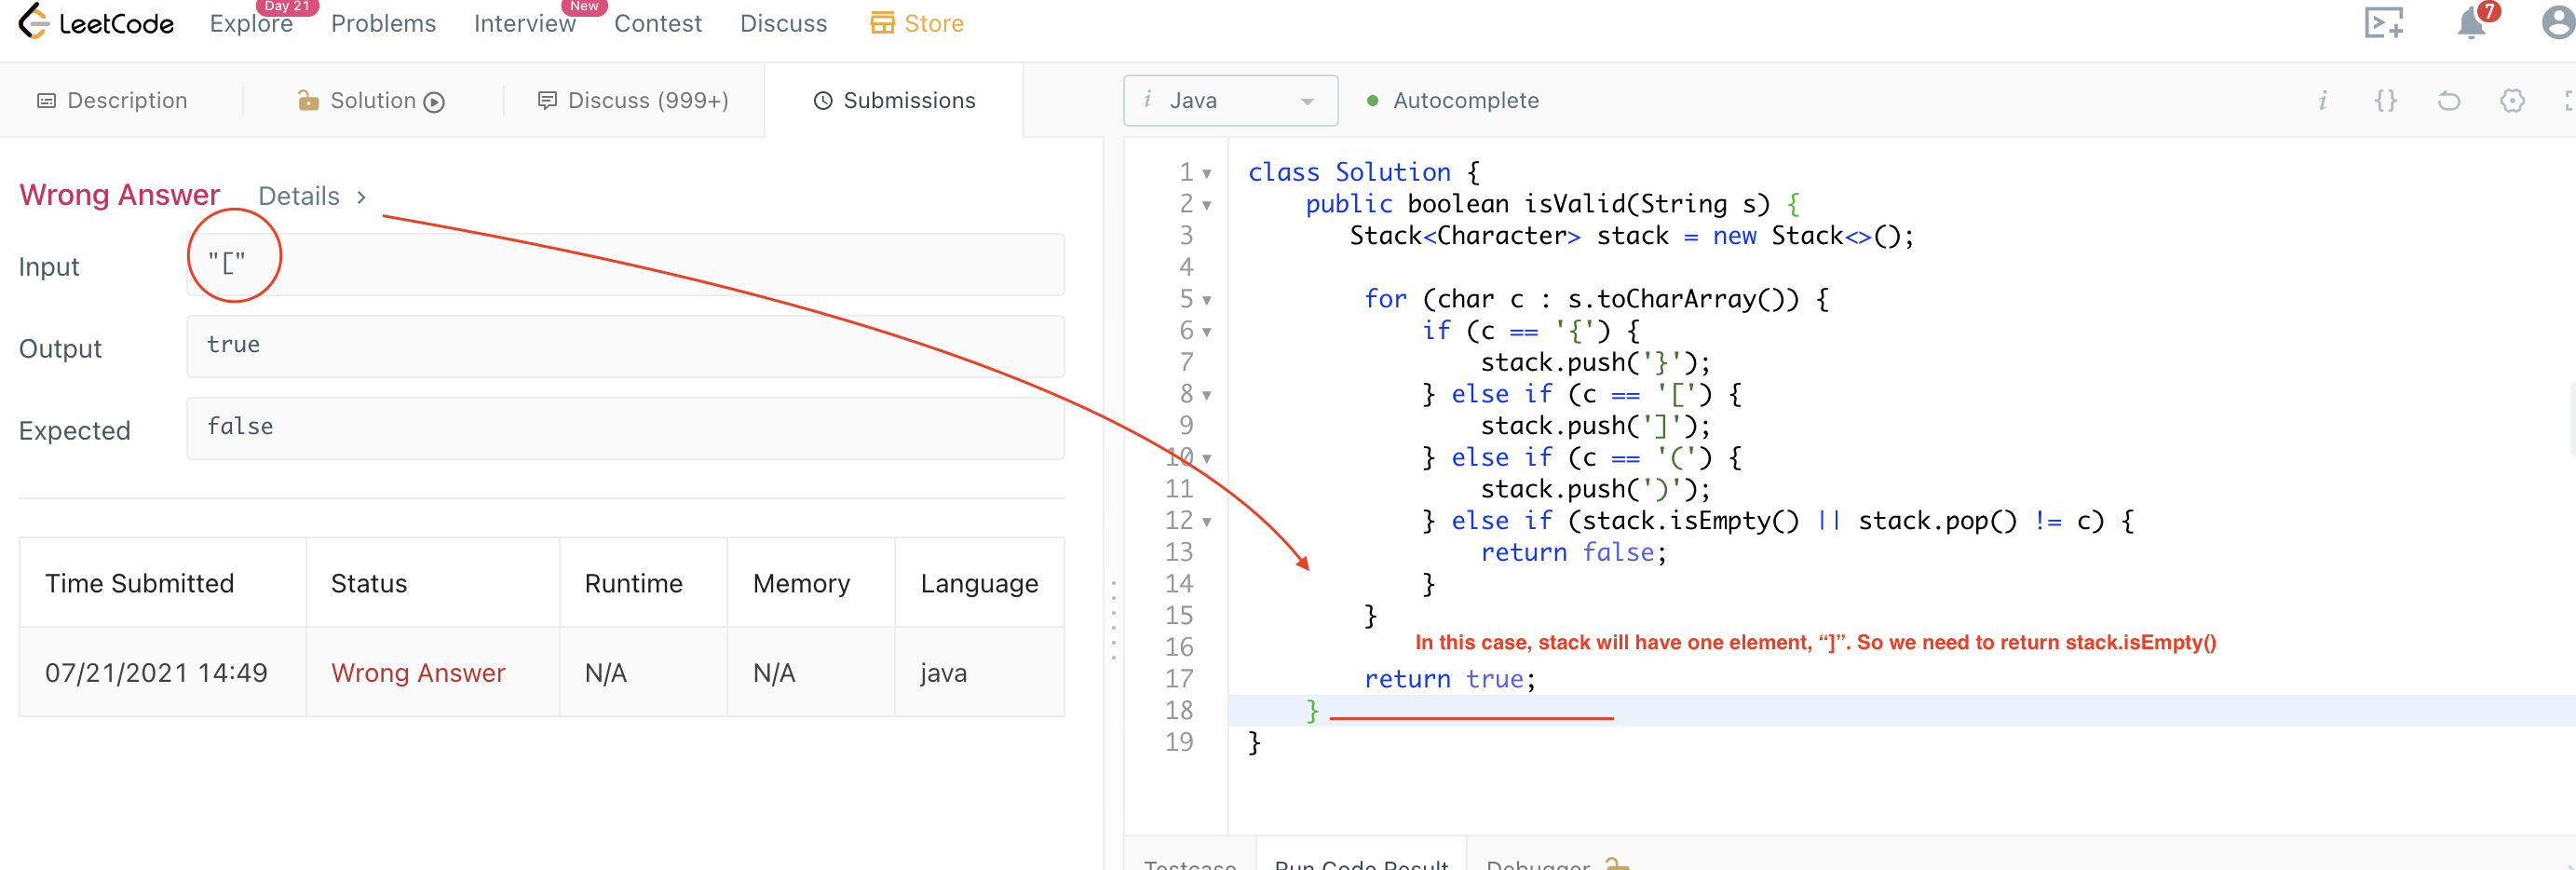 LeetCode Explore Day 21 Problems Interview New Contest Discuss Store 7
Description Solution Discuss (999+) Submissions i Java Autocomplete i {}
Wrong Answer Details >
Input "["
Output true
Expected false
Time Submitted Status Runtime Memory Language
07/21/2021 14:49 Wrong Answer N/A N/A java
1 class Solution {
2 public boolean isValid(String s) {
3 Stack<Character> stack = new Stack<>();
4
5 for (char c : s.toCharArray()) {
6 if (c == '{') {
7 stack.push('}');
8 } else if (c == '[') {
9 stack.push(']');
10 } else if (c == '(') {
11 stack.push(')');
12 } else if (stack.isEmpty() || stack.pop() != c) {
13 return false;
14 }
15 }
16 In this case, stack will have one element, “]”. So we need to return stack.isEmpty()
17 return true;
18 }
19 }
Testcase Run Code Result Debugger